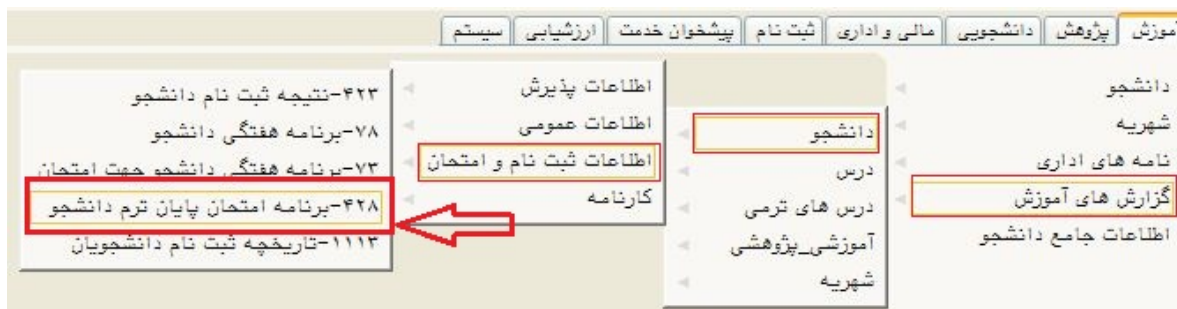 آموزش پژوهش دانشجویی مالی و اداری ثبت نام پیشخوان خدمت ارزشیابی سیستم
دانشجو
شهریه
نامه های اداری
گزارش های آموزش
اطلاعات جامع دانشجو
دانشجو
درس
درس های ترمی
آموزشی_پژوهشی
شهریه
اطلاعات پذیرش
اطلاعات عمومی
اطلاعات ثبت نام و امتحان
کارنامه
۴۲۳-نتیجه ثبت نام دانشجو
۷۸-برنامه هفتگی دانشجو
۷۳-برنامه هفتگی دانشجو جهت امتحان
۴۲۸-برنامه امتحان پایان ترم دانشجو
۱۱۱۳-تاریخچه ثبت نام دانشجویان